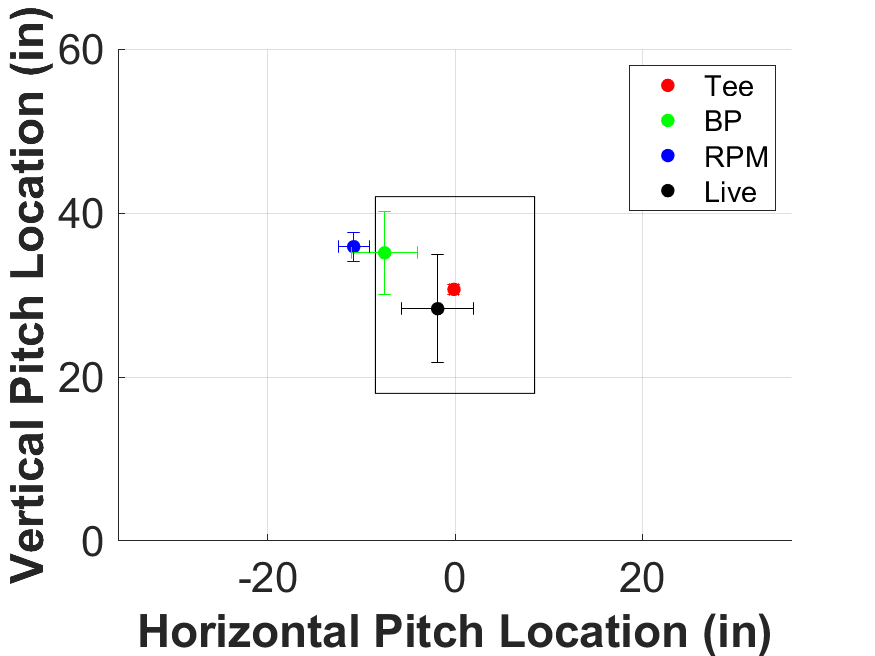 Vertical Pitch Location (in)
60
40
20
0
-20 0 20
Horizontal Pitch Location (in)
Tee
BP
RPM
Live